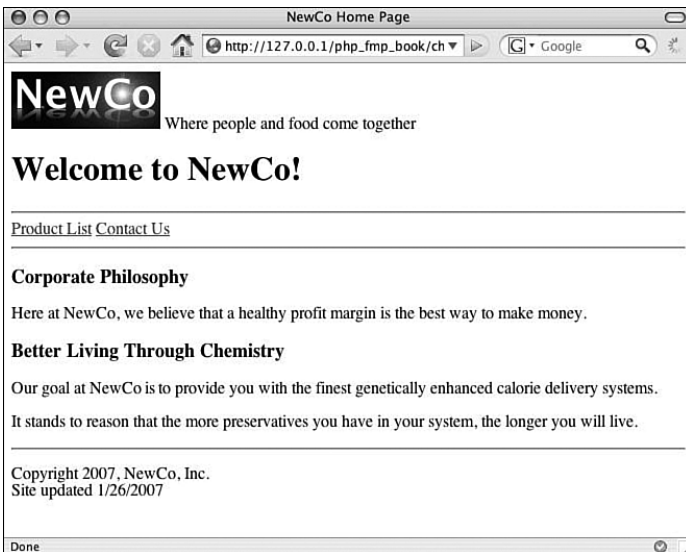 NewCo Home Page
http://127.0.0.1/php_fmp_book/ch
G Google
NewCo
Where people and food come together
Welcome to NewCo!
Product List Contact Us
Corporate Philosophy
Here at NewCo, we believe that a healthy profit margin is the best way to make money.
Better Living Through Chemistry
Our goal at NewCo is to provide you with the finest genetically enhanced calorie delivery systems.
It stands to reason that the more preservatives you have in your system, the longer you will live.
Copyright 2007, NewCo, Inc.
Site updated 1/26/2007
Done